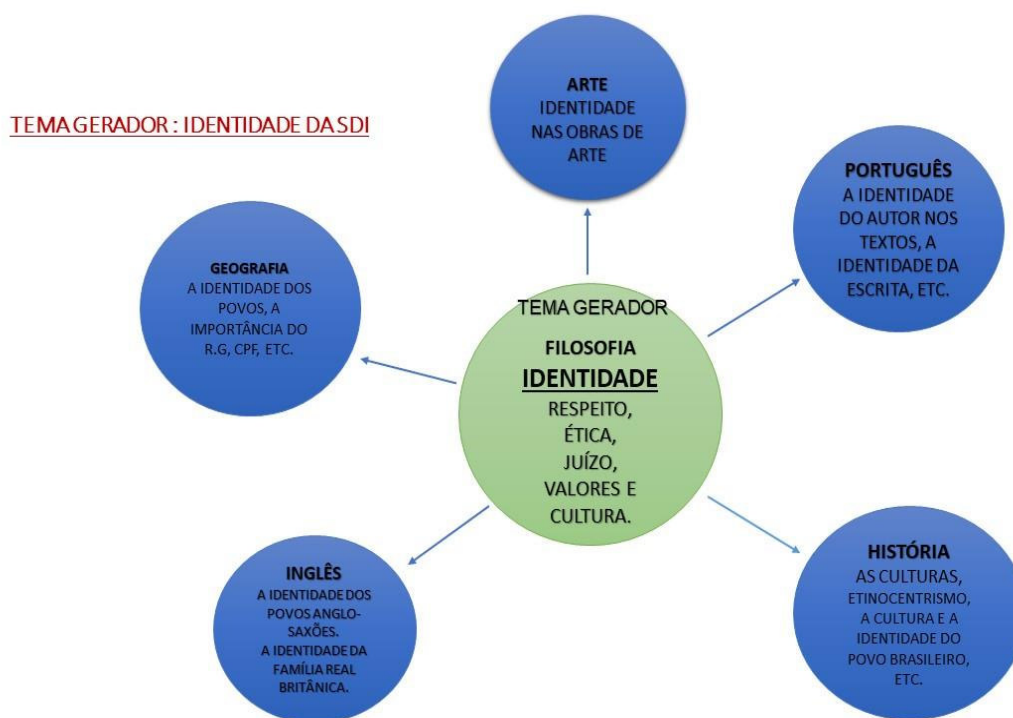 TEMA GERADOR : IDENTIDADE DA SDI
ARTE
IDENTIDADE
NAS OBRAS DE
ARTE
PORTUGUÊS
A IDENTIDADE
DO AUTOR NOS
TEXTOS, A
IDENTIDADE DA
ESCRITA, ETC.
GEOGRAFIA
A IDENTIDADE DOS
POVOS, A
IMPORTÂNCIA DO
R.G, CPF, ETC.
TEMA GERADOR
FILOSOFIA
IDENTIDADE
RESPEITO,
ÉTICA,
JUÍZO,
VALORES E
CULTURA.
INGLÊS
A IDENTIDADE DOS
POVOS ANGLO-
SAXÕES.
A IDENTIDADE DA
FAMÍLIA REAL
BRITÂNICA.
HISTÓRIA
AS CULTURAS,
ETINOCENTRISMO,
A CULTURA E A
IDENTIDADE DO
POVO BRASILEIRO,
ETC.